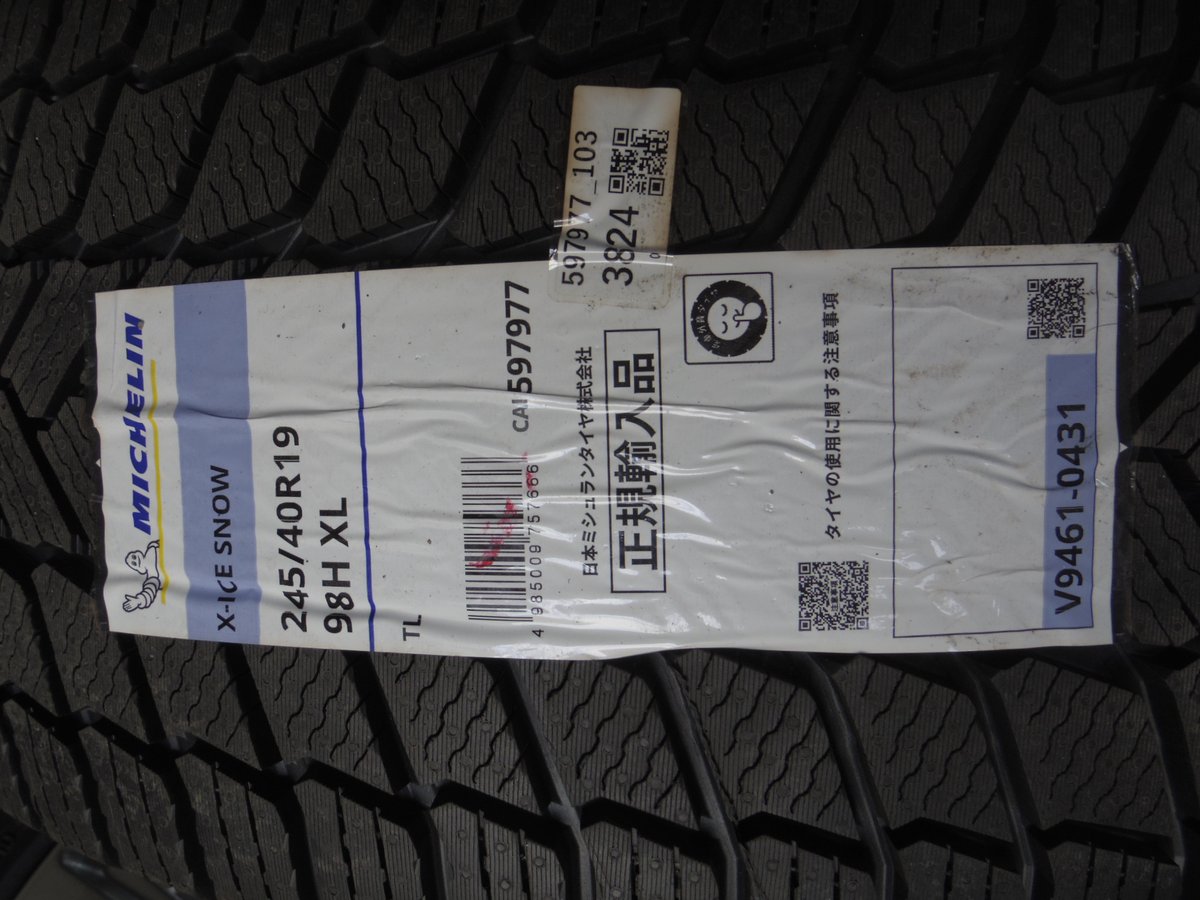 MICHELIN
X-ICE SNOW
245/40R19
98H XL
TL
CAI 597977
4 985009 757666
597977_103
3824
日本ミシュランタイヤ株式会社
正規輸入品
タイヤの使用に関する注意事項
V9461-0431